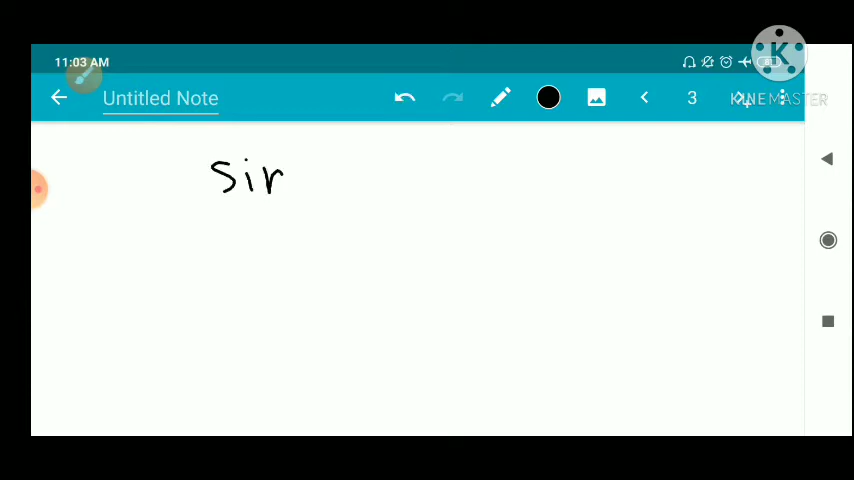 11:03 AM
K
KINEMASTER
Untitled Note
3
Sir